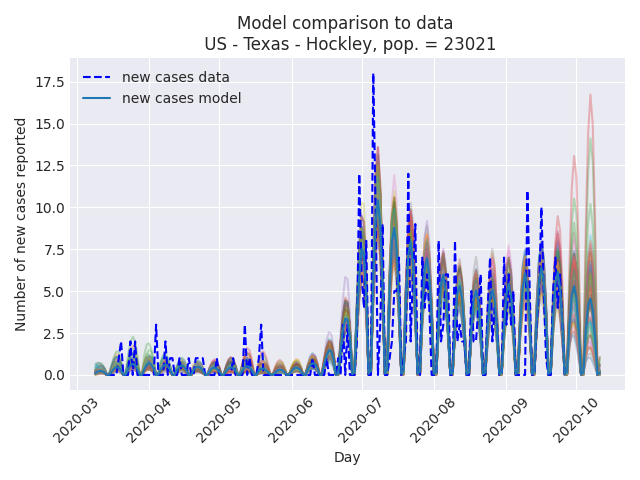 Model comparison to data
US - Texas - Hockley, pop. = 23021
new cases data
new cases model
Number of new cases reported
17.5
15.0
12.5
10.0
7.5
5.0
2.5
0.0
2020-03
2020-04
2020-05
2020-06
2020-07
2020-08
2020-09
2020-10
Day